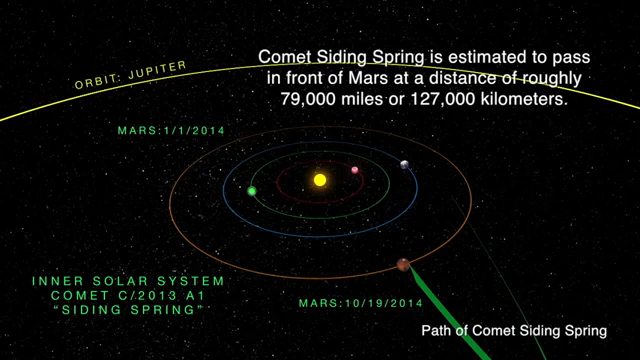 Comet Siding Spring is estimated to pass
in front of Mars at a distance of roughly
79,000 miles or 127,000 kilometers.
ORBIT: JUPITER
MARS:1/1/2014
INNER SOLAR SYSTEM
COMET C/2013 A1
"SIDING SPRING"
MARS:10/19/2014
Path of Comet Siding Spring